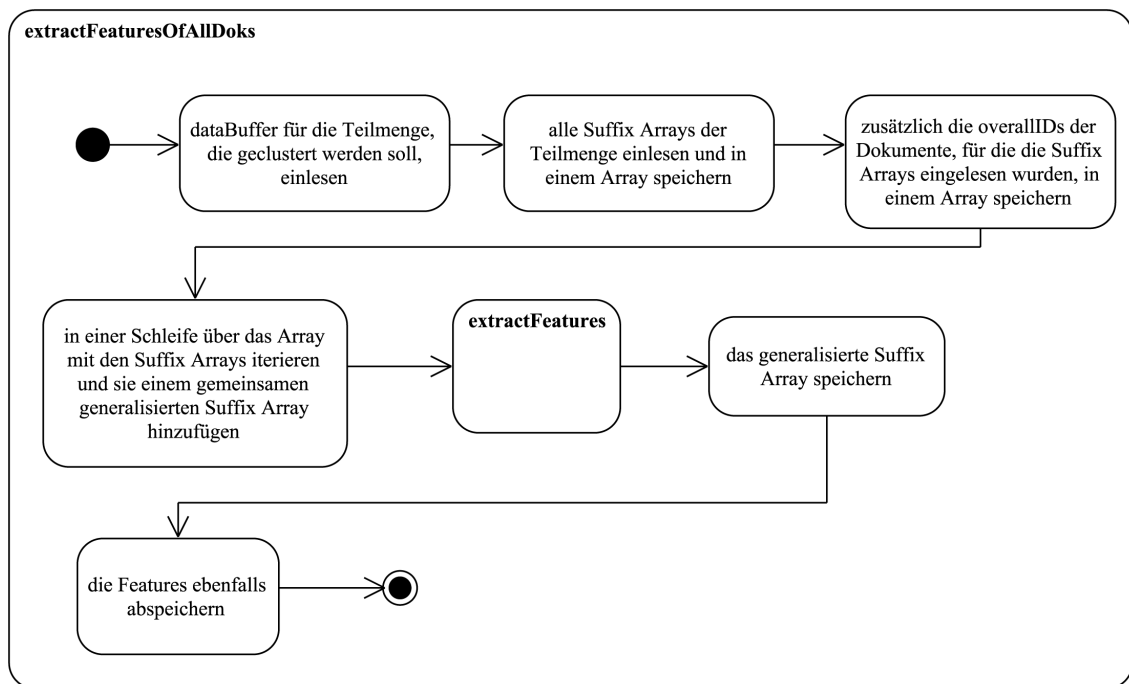 extractFeaturesOfAllDoks
dataBuffer für die Teilmenge,
die geclustert werden soll,
einlesen
alle Suffix Arrays der
Teilmenge einlesen und in
einem Array speichern
zusätzlich die overallIDs der
Dokumente, für die die Suffix
Arrays eingelesen wurden, in
einem Array speichern
in einer Schleife über das Array
mit den Suffix Arrays iterieren
und sie einem gemeinsamen
generalisierten Suffix Array
hinzufügen
extractFeatures
das generalisierte Suffix
Array speichern
die Features ebenfalls
abspeichern